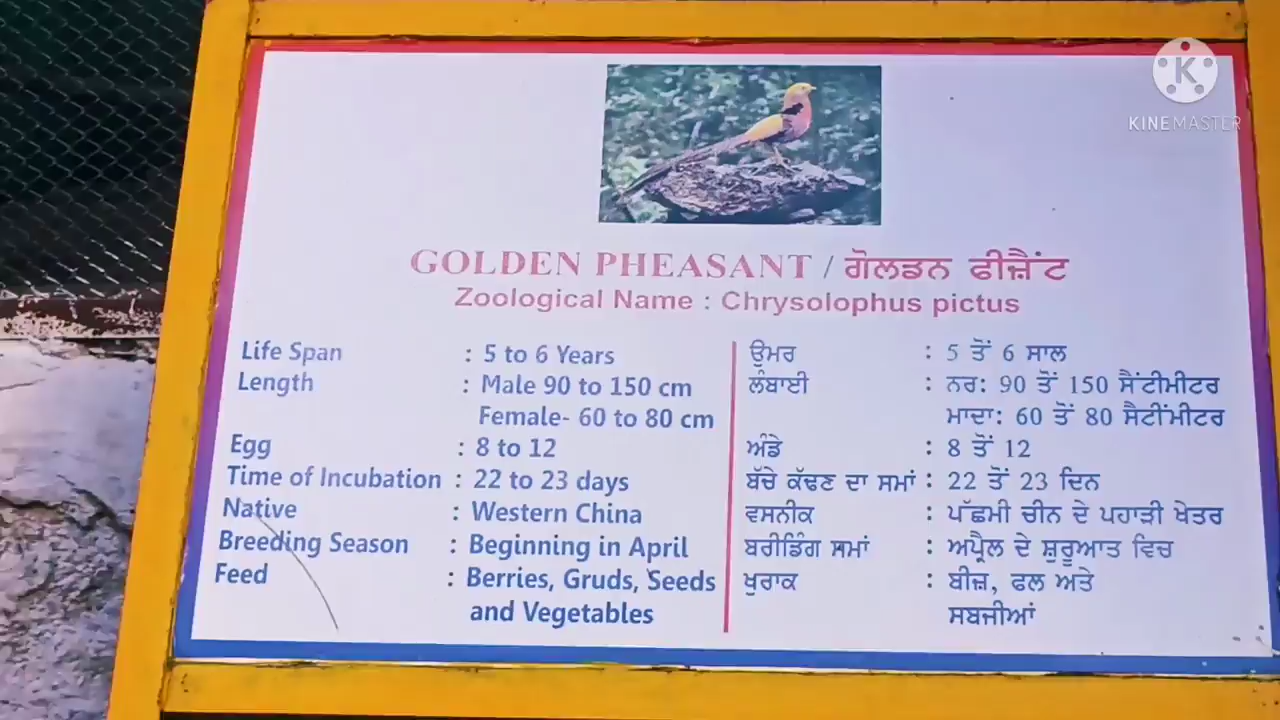 KINEMASTER
GOLDEN PHEASANT / ਗੋਲਡਨ ਫੀਜ਼ੈਂਟ
Zoological Name : Chrysolophus pictus
Life Span : 5 to 6 Years
Length : Male 90 to 150 cm
Female- 60 to 80 cm
Egg : 8 to 12
Time of Incubation : 22 to 23 days
Native : Western China
Breeding Season : Beginning in April
Feed : Berries, Gruds, Seeds
and Vegetables
ਉਮਰ : 5 ਤੋਂ 6 ਸਾਲ
ਲੰਬਾਈ : ਨਰ: 90 ਤੋਂ 150 ਸੈਂਟੀਮੀਟਰ
ਮਾਦਾ: 60 ਤੋਂ 80 ਸੈਟੀਂਮੀਟਰ
ਅੰਡੇ : 8 ਤੋਂ 12
ਬੱਚੇ ਕੱਢਣ ਦਾ ਸਮਾਂ : 22 ਤੋਂ 23 ਦਿਨ
ਵਸਨੀਕ : ਪੱਛਮੀ ਚੀਨ ਦੇ ਪਹਾੜੀ ਖੇਤਰ
ਬਰੀਡਿੰਗ ਸਮਾਂ : ਅਪ੍ਰੈਲ ਦੇ ਸ਼ੁਰੂਆਤ ਵਿਚ
ਖੁਰਾਕ : ਬੀਜ਼, ਫਲ ਅਤੇ
ਸਬਜੀਆਂ